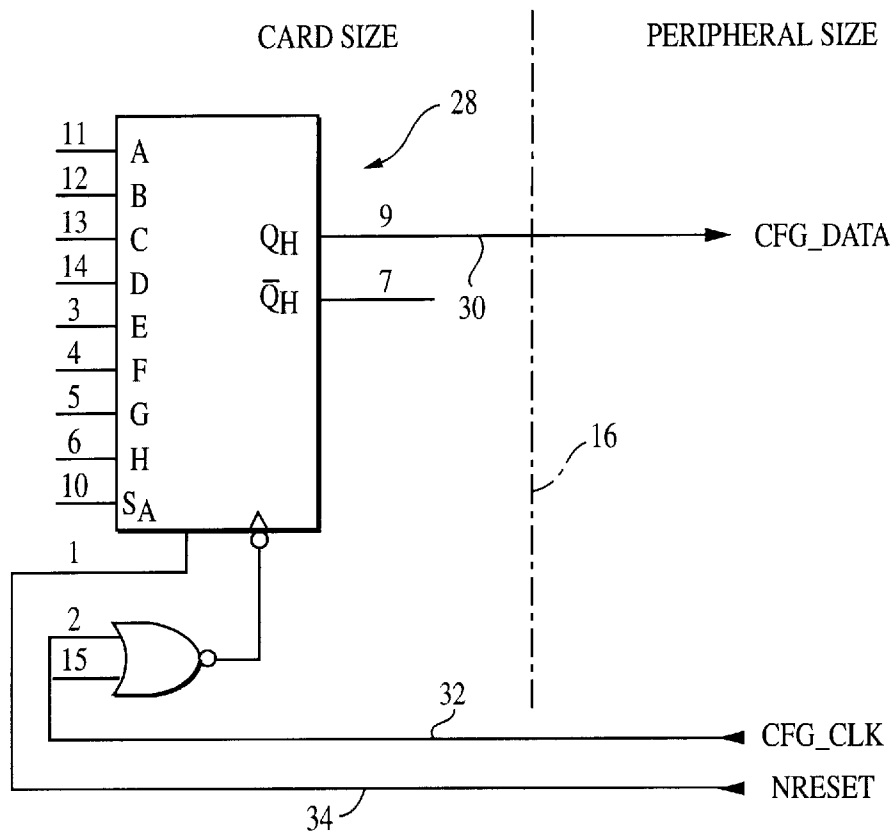 CARD SIZE
PERIPHERAL SIZE
28
11 A
12 B
13 C
14 D
3 E
4 F
5 G
6 H
10 SA
QH 9
Q̅H 7
30
CFG_DATA
16
1
2
15
32
CFG_CLK
34
NRESET